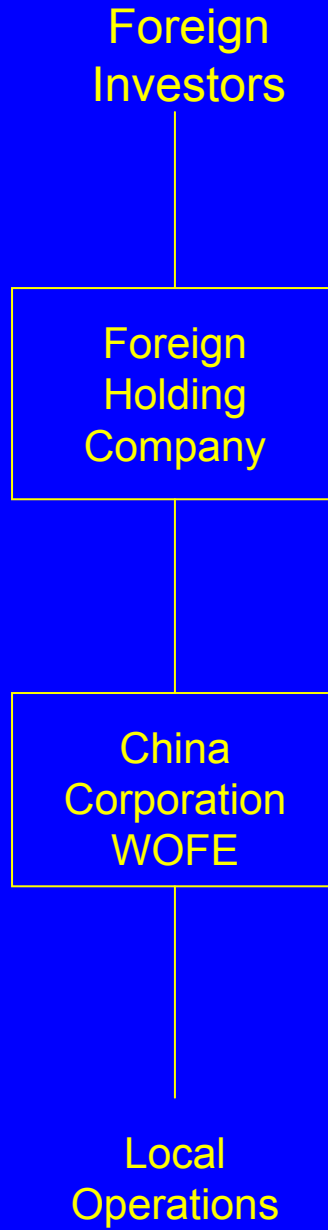 Foreign
Investors
Foreign
Holding
Company
China
Corporation
WOFE
Local
Operations